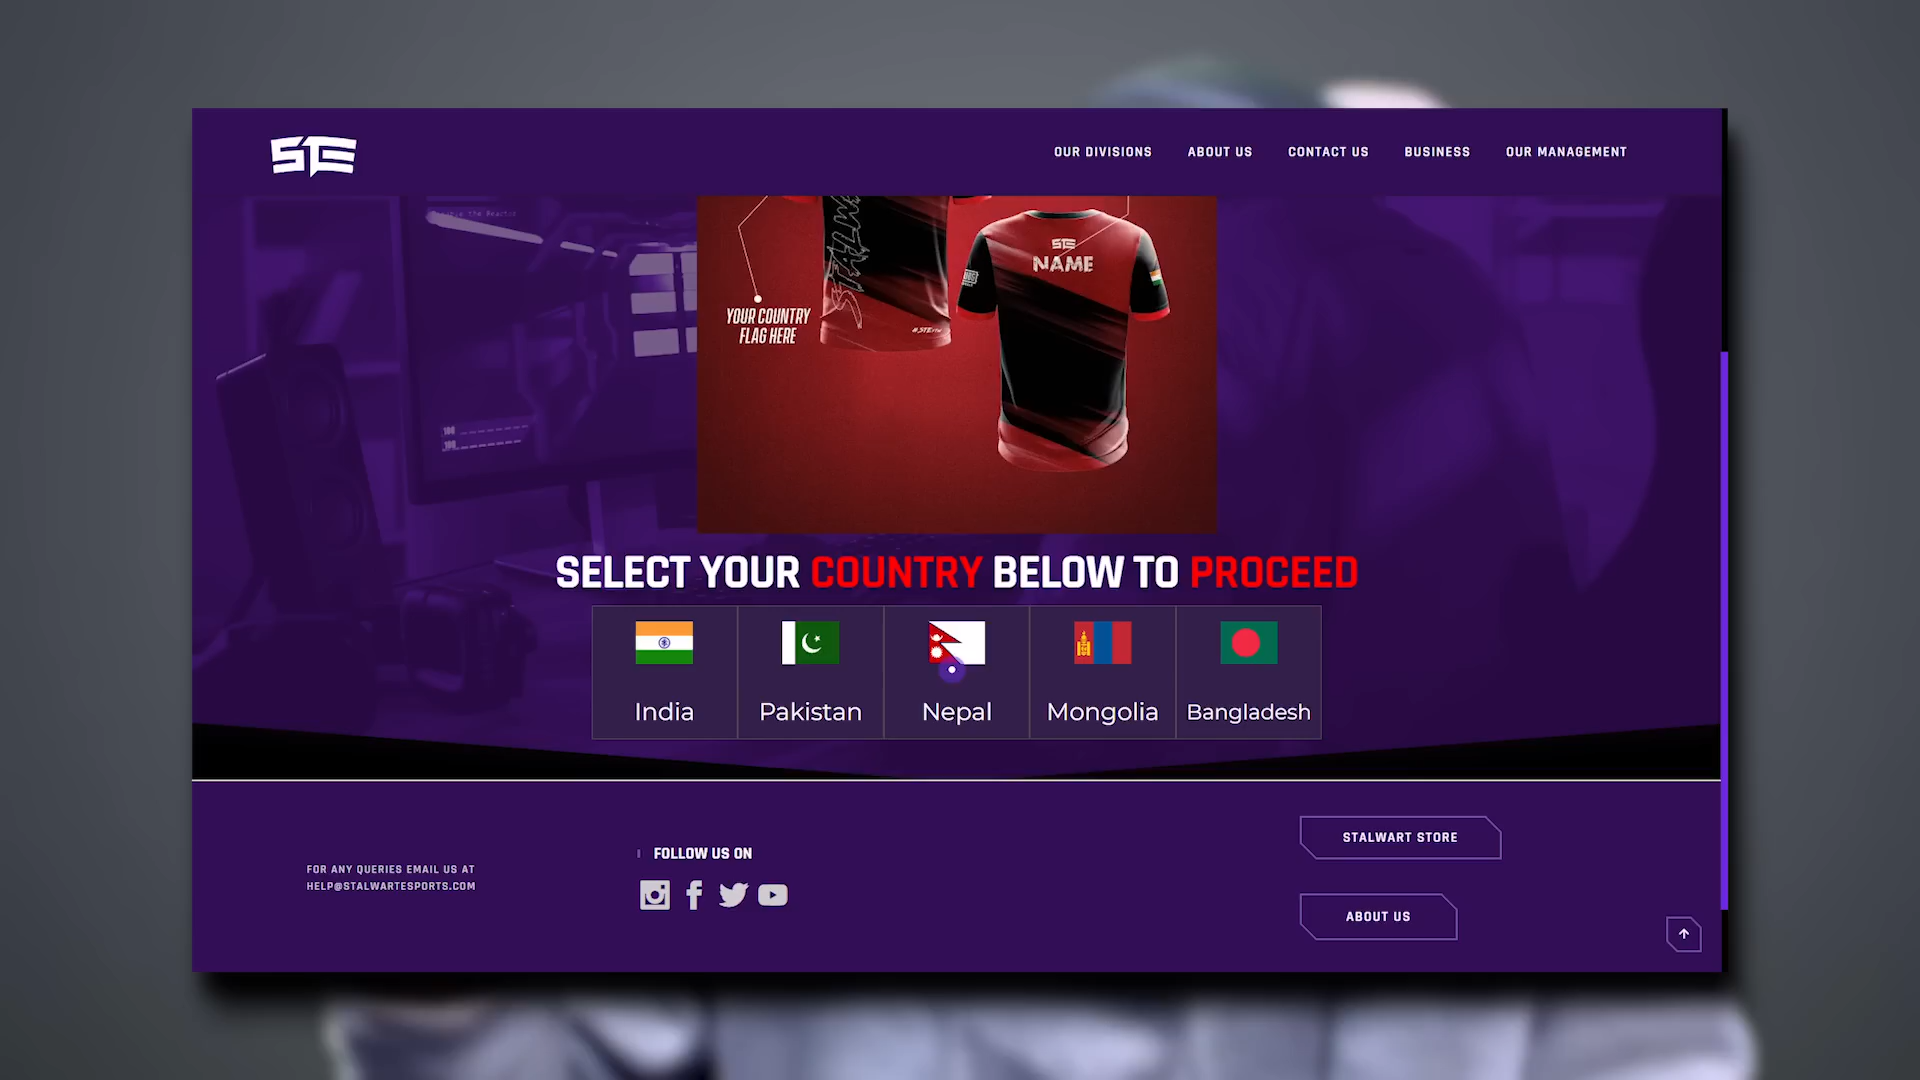 STE
OUR DIVISIONS
ABOUT US
CONTACT US
BUSINESS
OUR MANAGEMENT
STE
NAME
YOUR COUNTRY
FLAG HERE
SELECT YOUR COUNTRY BELOW TO PROCEED
India
Pakistan
Nepal
Mongolia
Bangladesh
FOR ANY QUERIES EMAIL US AT
HELP@STALWARTESPORTS.COM
FOLLOW US ON
STALWART STORE
ABOUT US